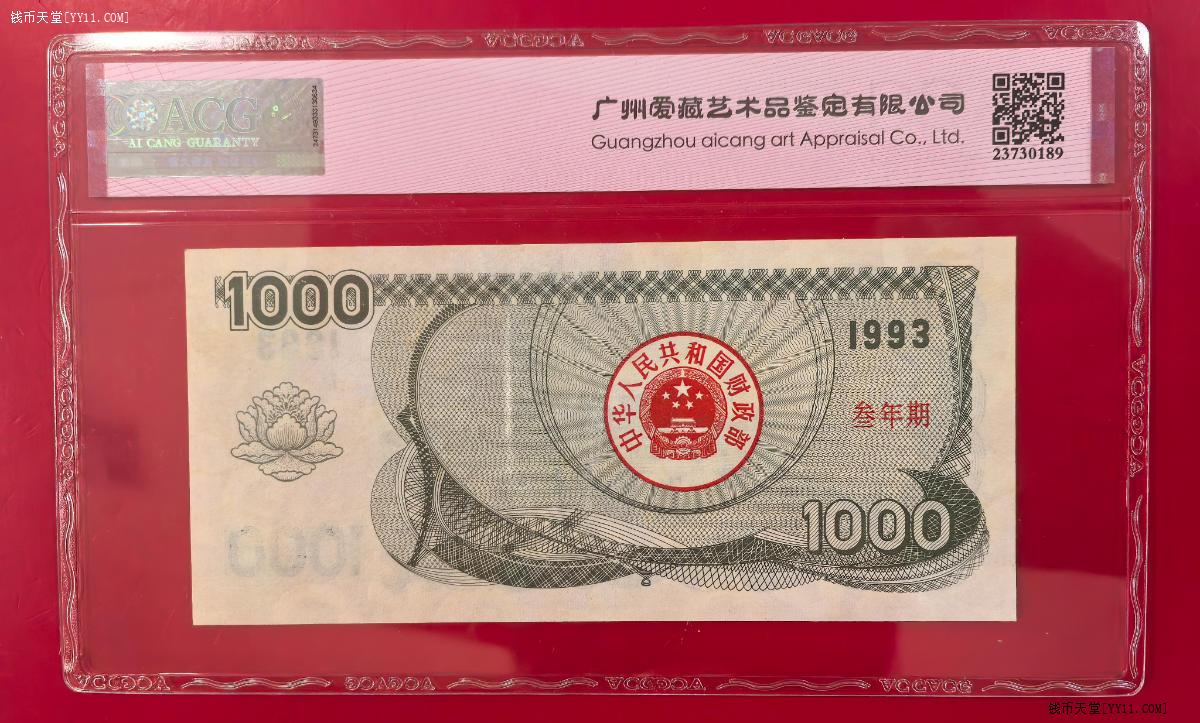 钱币天堂[YY11.COM]
ACG
AI CANG GUARANTY
广州爱藏艺术品鉴定有限公司
Guangzhou aicang art Appraisal Co., Ltd.
23730189
1000
1993
中华人民共和国财政部
叁年期
1000
钱币天堂[YY11.COM]